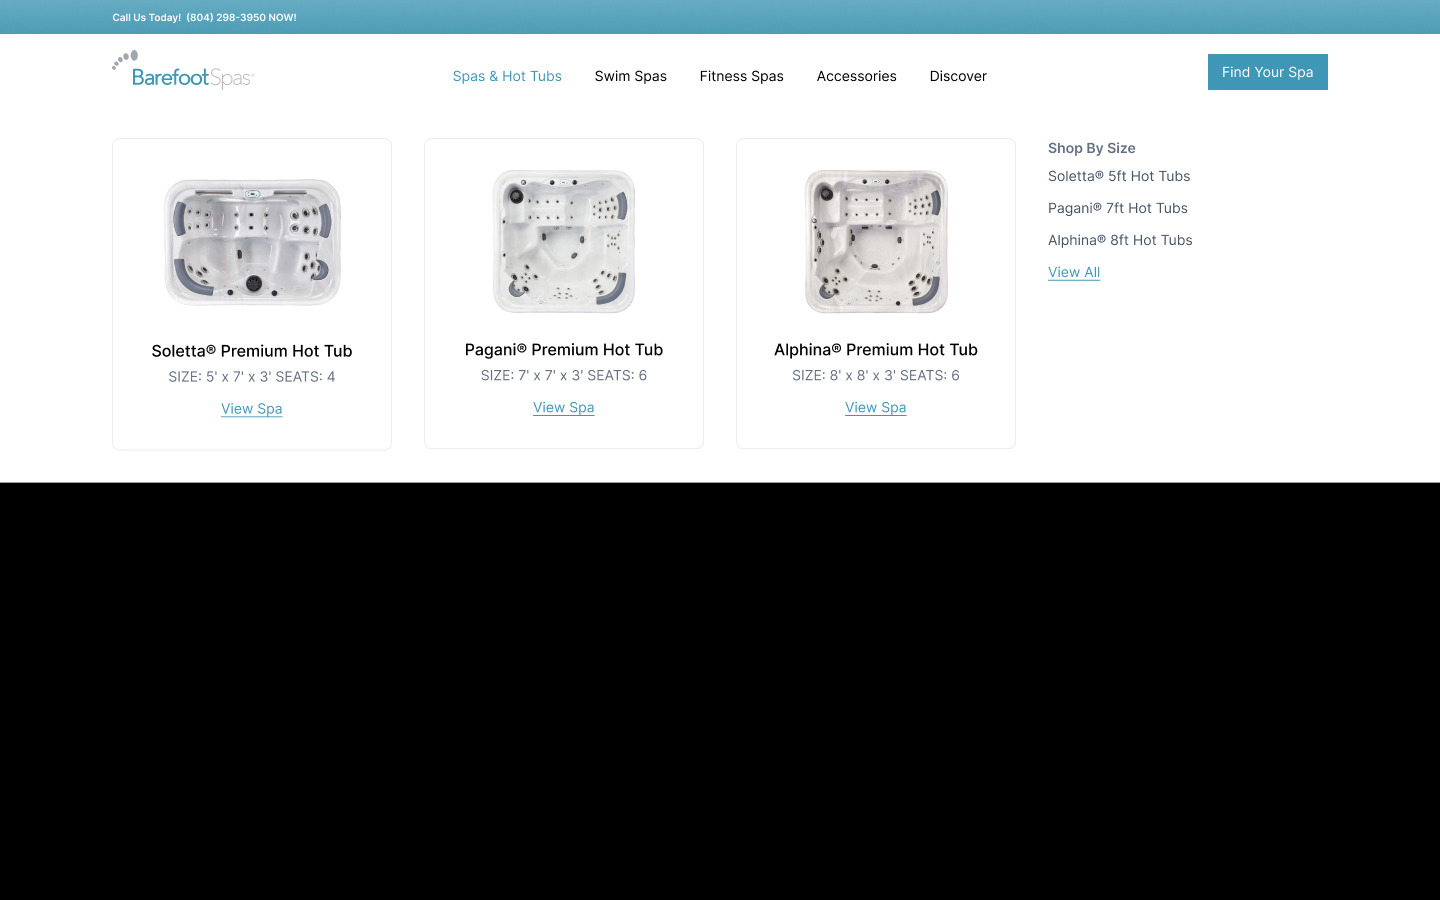 Call Us Today! (804) 298-3950 NOW!
BarefootSpas®
Spas & Hot Tubs
Swim Spas
Fitness Spas
Accessories
Discover
Find Your Spa
Soletta® Premium Hot Tub
SIZE: 5' x 7' x 3' SEATS: 4
View Spa
Pagani® Premium Hot Tub
SIZE: 7' x 7' x 3' SEATS: 6
View Spa
Alphina® Premium Hot Tub
SIZE: 8' x 8' x 3' SEATS: 6
View Spa
Shop By Size
Soletta® 5ft Hot Tubs
Pagani® 7ft Hot Tubs
Alphina® 8ft Hot Tubs
View All